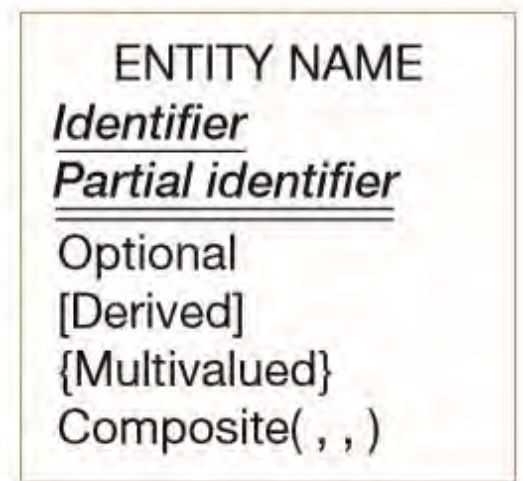 ENTITY NAME
Identifier
Partial identifier
Optional
[Derived]
{Multivalued}
Composite( , , )